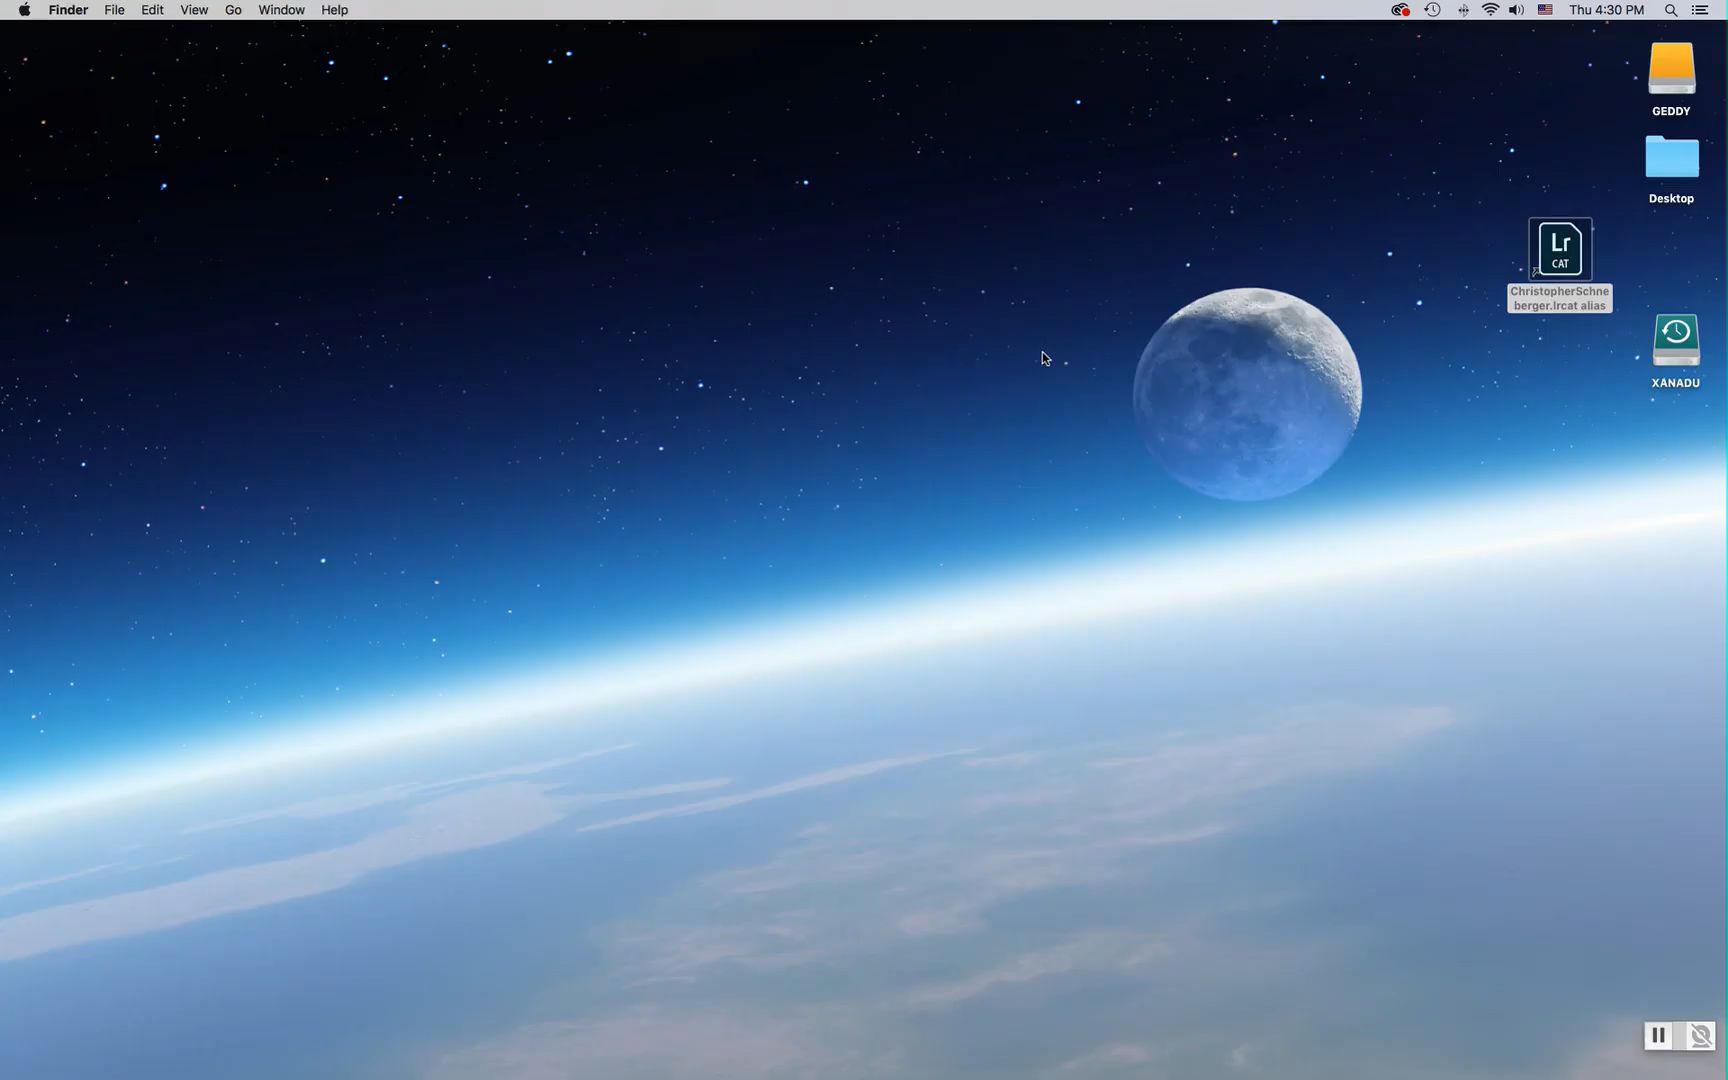 Finder File Edit View Go Window Help Thu 4:30 PM
GEDDY
Desktop
Lr
CAT
ChristopherSchne
berger.lrcat alias
XANADU